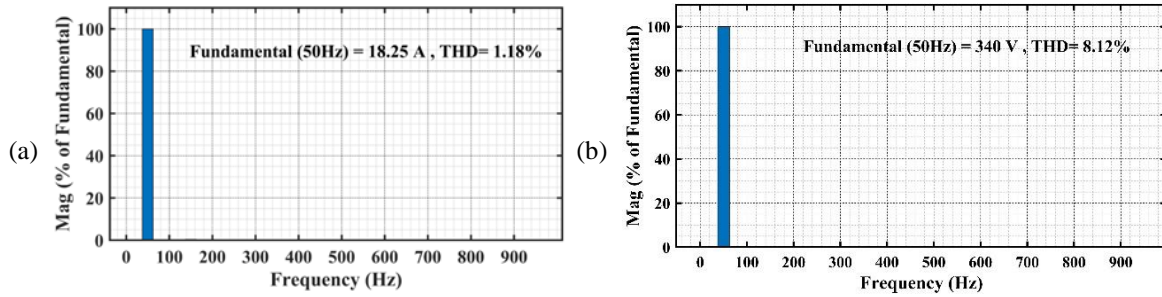 (a)
Mag (% of Fundamental)
100
80
60
40
20
0
Fundamental (50Hz) = 18.25 A , THD= 1.18%
0 100 200 300 400 500 600 700 800 900
Frequency (Hz)
(b)
Mag (% of Fundamental)
100
80
60
40
20
0
Fundamental (50Hz) = 340 V , THD= 8.12%
0 100 200 300 400 500 600 700 800 900
Frequency (Hz)